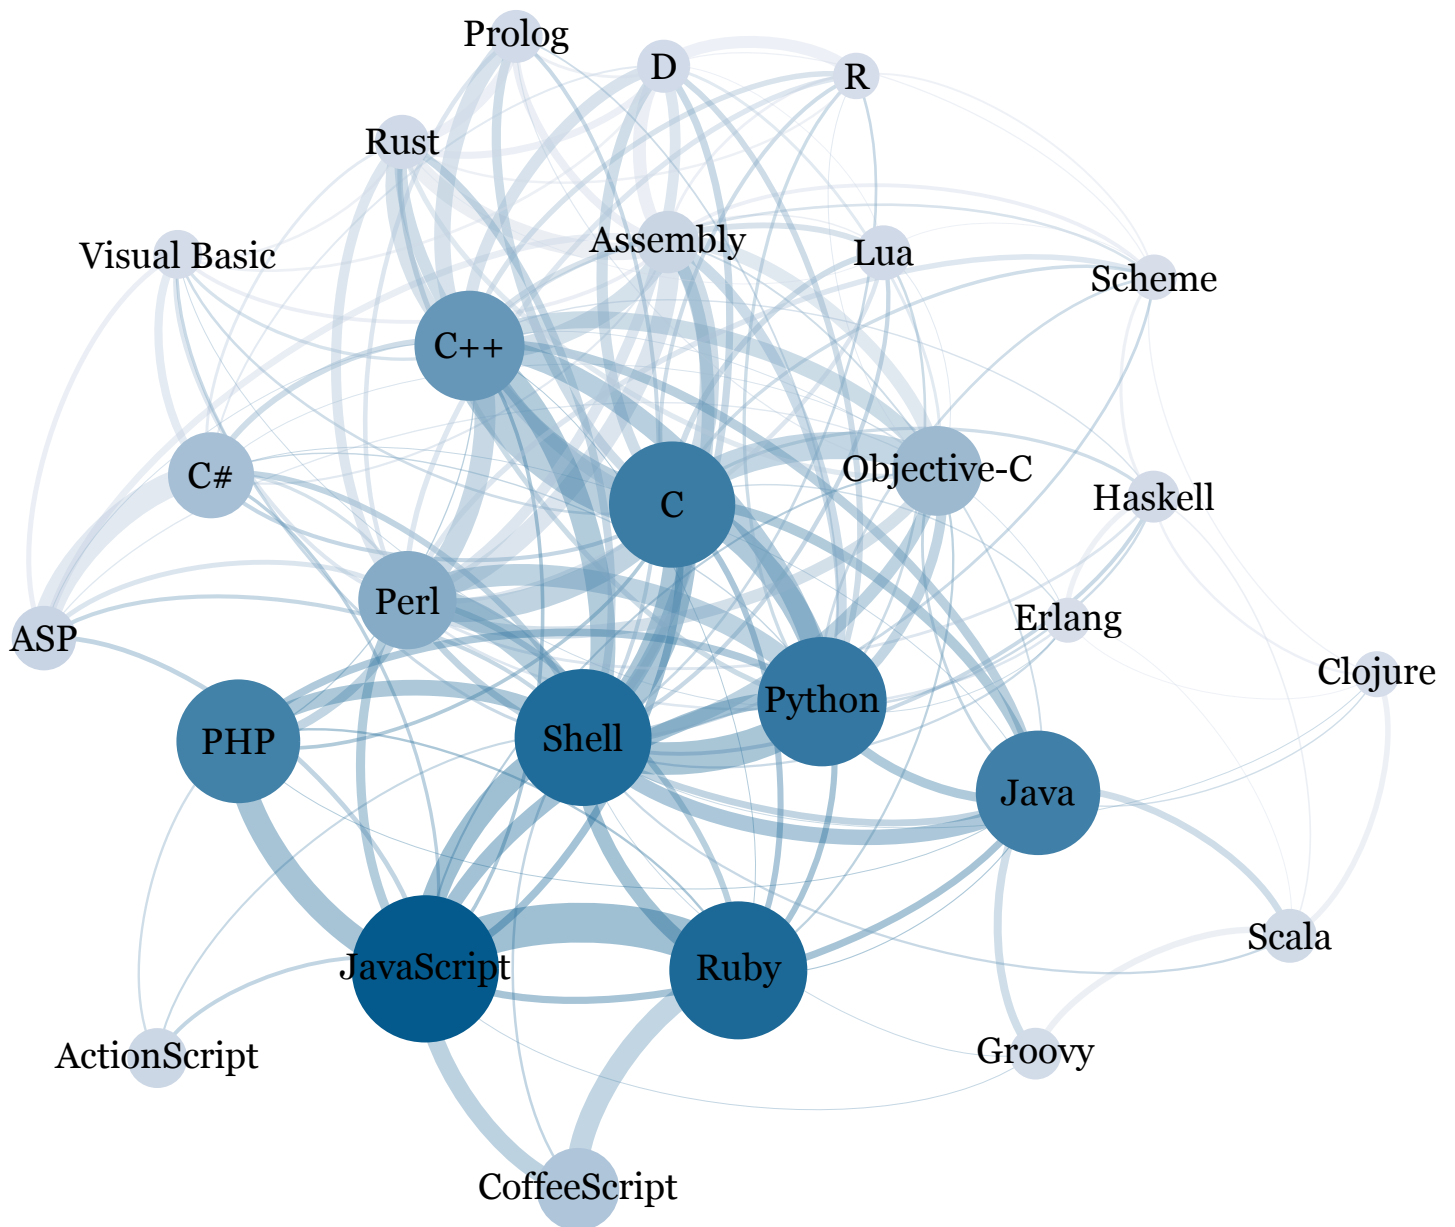 Prolog
D
R
Rust
Assembly
Lua
Visual Basic
Scheme
C++
C#
C
Objective-C
Haskell
Perl
Erlang
ASP
Clojure
PHP
Shell
Python
Java
JavaScript
Ruby
Scala
ActionScript
Groovy
CoffeeScript